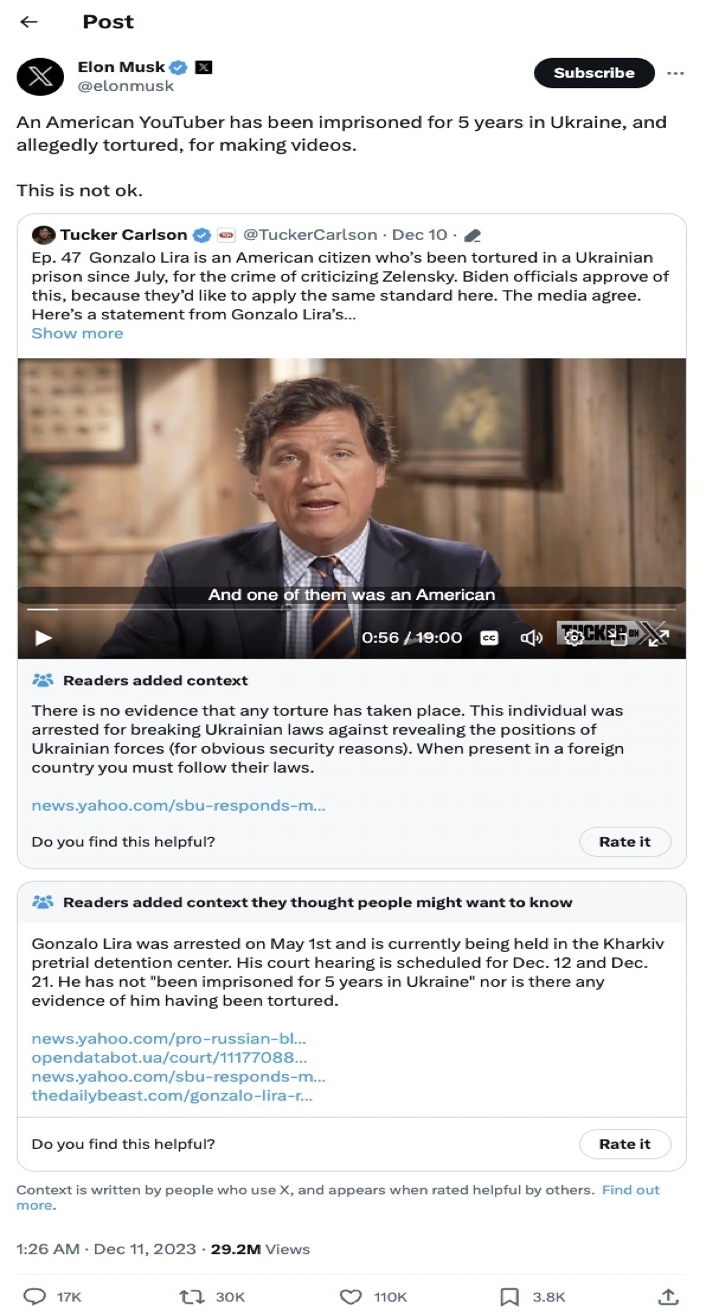 Post
Elon Musk
@elonmusk
Subscribe
An American YouTuber has been imprisoned for 5 years in Ukraine, and
allegedly tortured, for making videos.
This is not ok.
Tucker Carlson @TuckerCarlson · Dec 10 ·
Ep. 47 Gonzalo Lira is an American citizen who’s been tortured in a Ukrainian
prison since July, for the crime of criticizing Zelensky. Biden officials approve of
this, because they’d like to apply the same standard here. The media agree.
Here’s a statement from Gonzalo Lira’s...
Show more
And one of them was an American
0:56 / 19:00
CC
TUCKER ON X
Readers added context
There is no evidence that any torture has taken place. This individual was
arrested for breaking Ukrainian laws against revealing the positions of
Ukrainian forces (for obvious security reasons). When present in a foreign
country you must follow their laws.
news.yahoo.com/sbu-responds-m...
Do you find this helpful?
Rate it
Readers added context they thought people might want to know
Gonzalo Lira was arrested on May 1st and is currently being held in the Kharkiv
pretrial detention center. His court hearing is scheduled for Dec. 12 and Dec.
21. He has not "been imprisoned for 5 years in Ukraine" nor is there any
evidence of him having been tortured.
news.yahoo.com/pro-russian-bl...
opendatabot.ua/court/11177088...
news.yahoo.com/sbu-responds-m...
thedailybeast.com/gonzalo-lira-r...
Do you find this helpful?
Rate it
Context is written by people who use X, and appears when rated helpful by others. Find out
more.
1:26 AM · Dec 11, 2023 · 29.2M Views
17K
30K
110K
3.8K